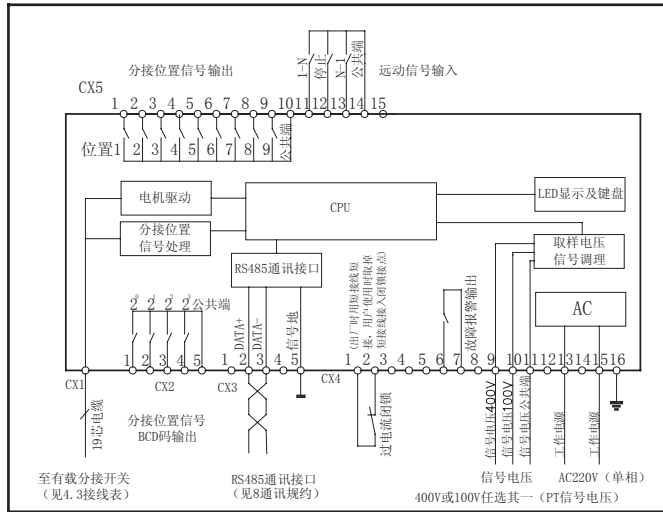 1-N
停止
N-1
公共端
分接位置信号输出
远动信号输入
CX5
1 2 3 4 5 6 7 8 9 10 11 12 13 14 15
位置1 2 3 4 5 6 7 8 9 公共端
电机驱动
CPU
LED显示及键盘
分接位置
信号处理
取样电压
信号调理
RS485通讯接口
2⁰ 2¹ 2² 2³ 公共端
DATA+
DATA-
信号地
(出厂时用短接线短
接，用户使用时取掉
短接线接入闭锁接点)
故障报警输出
AC
1 2 3 4 5
1 2 3 4 5
1 2 3 4 5 6 7 8 9 10 11 12 13 14 15 16
CX1
CX2
CX3
CX4
19芯电缆
分接位置信号
BCD码输出
过电流闭锁
信号电压400V
信号电压100V
信号电压公共端
工作电源
工作电源
至有载分接开关
（见4.3接线表）
RS485通讯接口
（见8通讯规约）
信号电压
AC220V（单相）
400V或100V任选其一（PT信号电压）